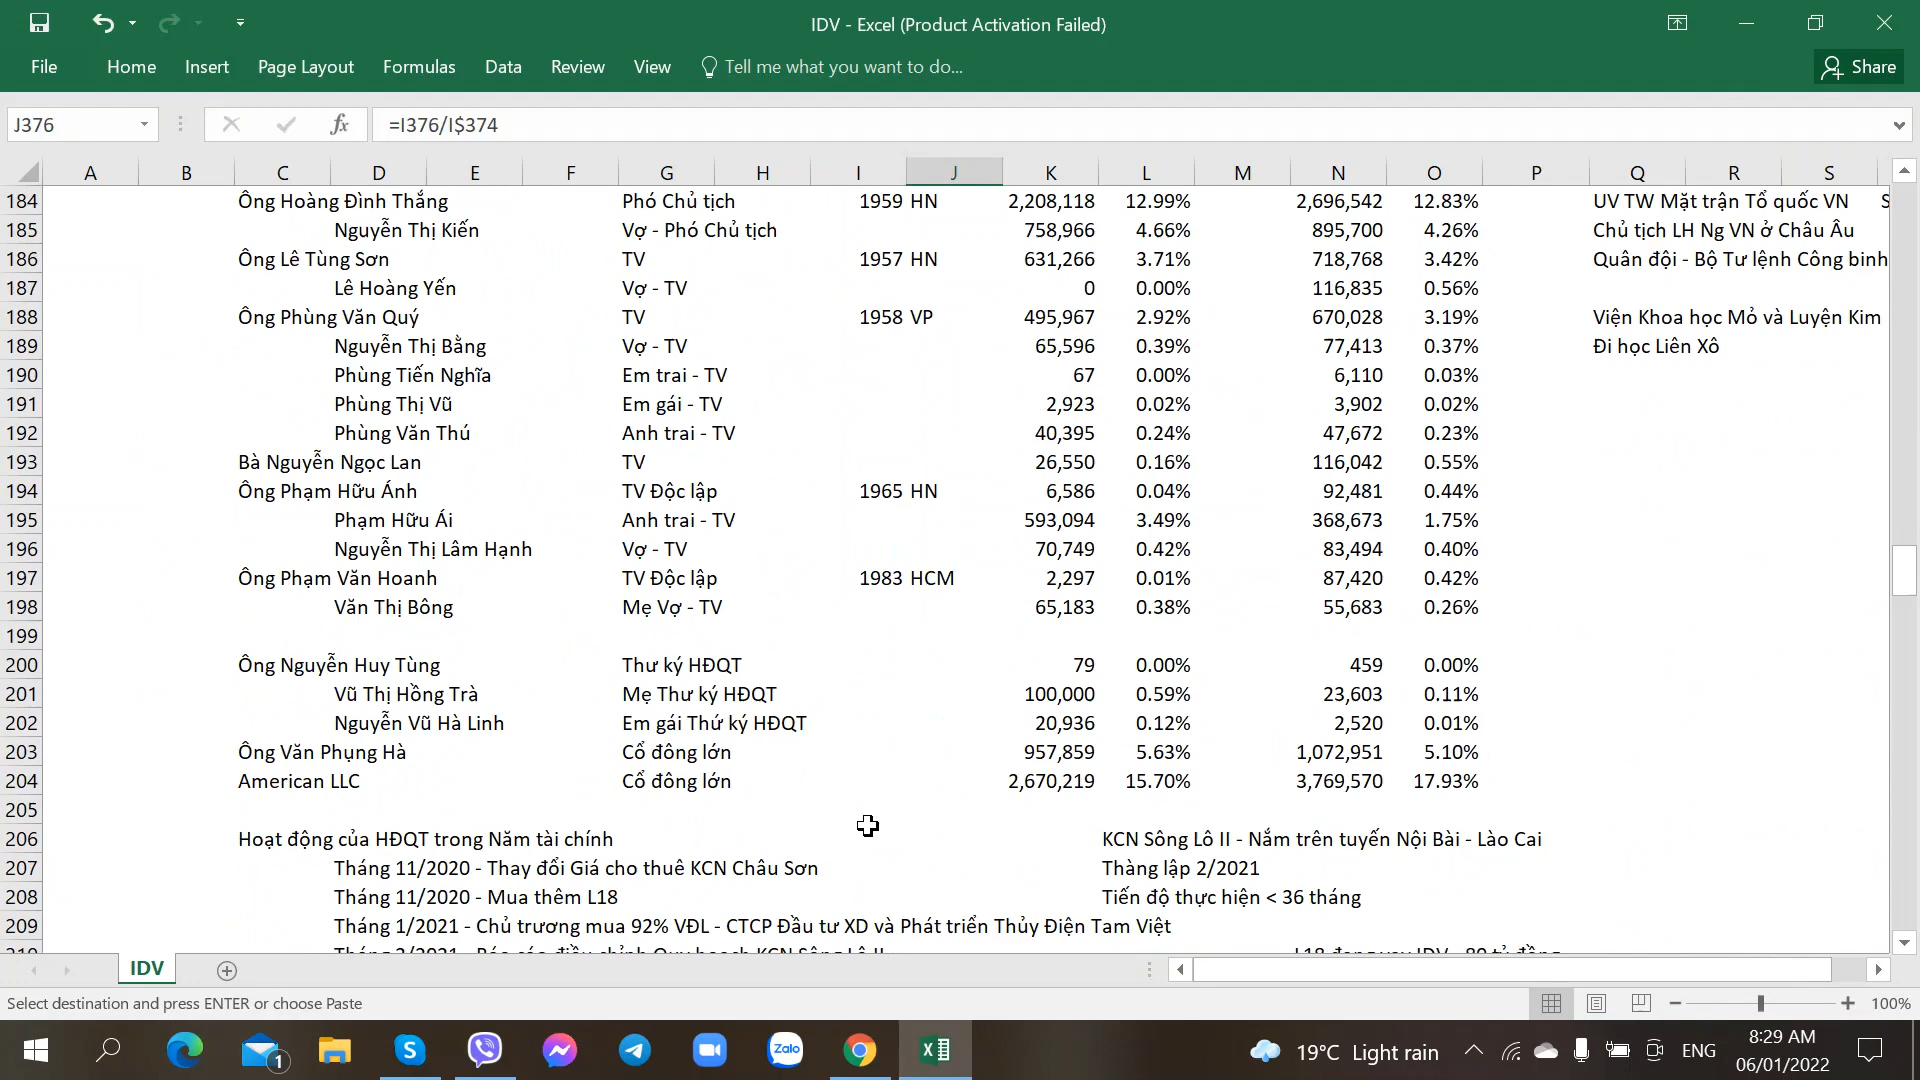 IDV - Excel (Product Activation Failed)
File Home Insert Page Layout Formulas Data Review View Tell me what you want to do... Share
J376 fx =I376/I$374
A B C D E F G H I J K L M N O P Q R S
184 Ông Hoàng Đình Thắng Phó Chủ tịch 1959 HN 2,208,118 12.99% 2,696,542 12.83% UV TW Mặt trận Tổ quốc VN S
185 Nguyễn Thị Kiến Vợ - Phó Chủ tịch 758,966 4.66% 895,700 4.26% Chủ tịch LH Ng VN ở Châu Âu
186 Ông Lê Tùng Sơn TV 1957 HN 631,266 3.71% 718,768 3.42% Quân đội - Bộ Tư lệnh Công binh
187 Lê Hoàng Yến Vợ - TV 0 0.00% 116,835 0.56%
188 Ông Phùng Văn Quý TV 1958 VP 495,967 2.92% 670,028 3.19% Viện Khoa học Mỏ và Luyện Kim
189 Nguyễn Thị Bằng Vợ - TV 65,596 0.39% 77,413 0.37% Đi học Liên Xô
190 Phùng Tiến Nghĩa Em trai - TV 67 0.00% 6,110 0.03%
191 Phùng Thị Vũ Em gái - TV 2,923 0.02% 3,902 0.02%
192 Phùng Văn Thú Anh trai - TV 40,395 0.24% 47,672 0.23%
193 Bà Nguyễn Ngọc Lan TV 26,550 0.16% 116,042 0.55%
194 Ông Phạm Hữu Ánh TV Độc lập 1965 HN 6,586 0.04% 92,481 0.44%
195 Phạm Hữu Ái Anh trai - TV 593,094 3.49% 368,673 1.75%
196 Nguyễn Thị Lâm Hạnh Vợ - TV 70,749 0.42% 83,494 0.40%
197 Ông Phạm Văn Hoanh TV Độc lập 1983 HCM 2,297 0.01% 87,420 0.42%
198 Văn Thị Bông Mẹ Vợ - TV 65,183 0.38% 55,683 0.26%
199
200 Ông Nguyễn Huy Tùng Thư ký HĐQT 79 0.00% 459 0.00%
201 Vũ Thị Hồng Trà Mẹ Thư ký HĐQT 100,000 0.59% 23,603 0.11%
202 Nguyễn Vũ Hà Linh Em gái Thứ ký HĐQT 20,936 0.12% 2,520 0.01%
203 Ông Văn Phụng Hà Cổ đông lớn 957,859 5.63% 1,072,951 5.10%
204 American LLC Cổ đông lớn 2,670,219 15.70% 3,769,570 17.93%
205
206 Hoạt động của HĐQT trong Năm tài chính KCN Sông Lô II - Nắm trên tuyến Nội Bài - Lào Cai
207 Tháng 11/2020 - Thay đổi Giá cho thuê KCN Châu Sơn Thàng lập 2/2021
208 Tháng 11/2020 - Mua thêm L18 Tiến độ thực hiện < 36 tháng
209 Tháng 1/2021 - Chủ trương mua 92% VĐL - CTCP Đầu tư XD và Phát triển Thủy Điện Tam Việt
IDV
Select destination and press ENTER or choose Paste 100%
1 Zalo 19°C Light rain ENG 8:29 AM
06/01/2022